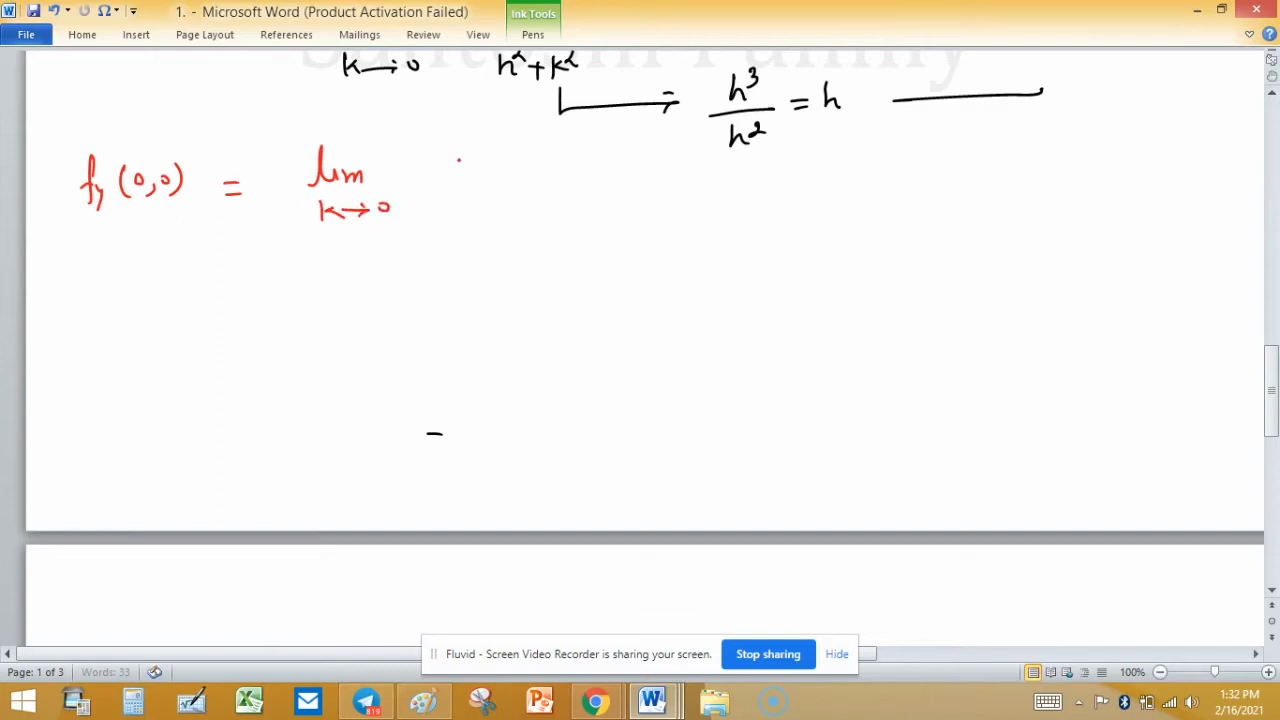 1. - Microsoft Word (Product Activation Failed)
Ink Tools
File Home Insert Page Layout References Mailings Review View Pens
k→0 h²+k²
= h³/h² = h
fy(0,0) = lim
k→0
-
Fluvid - Screen Video Recorder is sharing your screen. Stop sharing Hide
Page: 1 of 3 Words: 33 100%
819
1:32 PM
2/16/2021